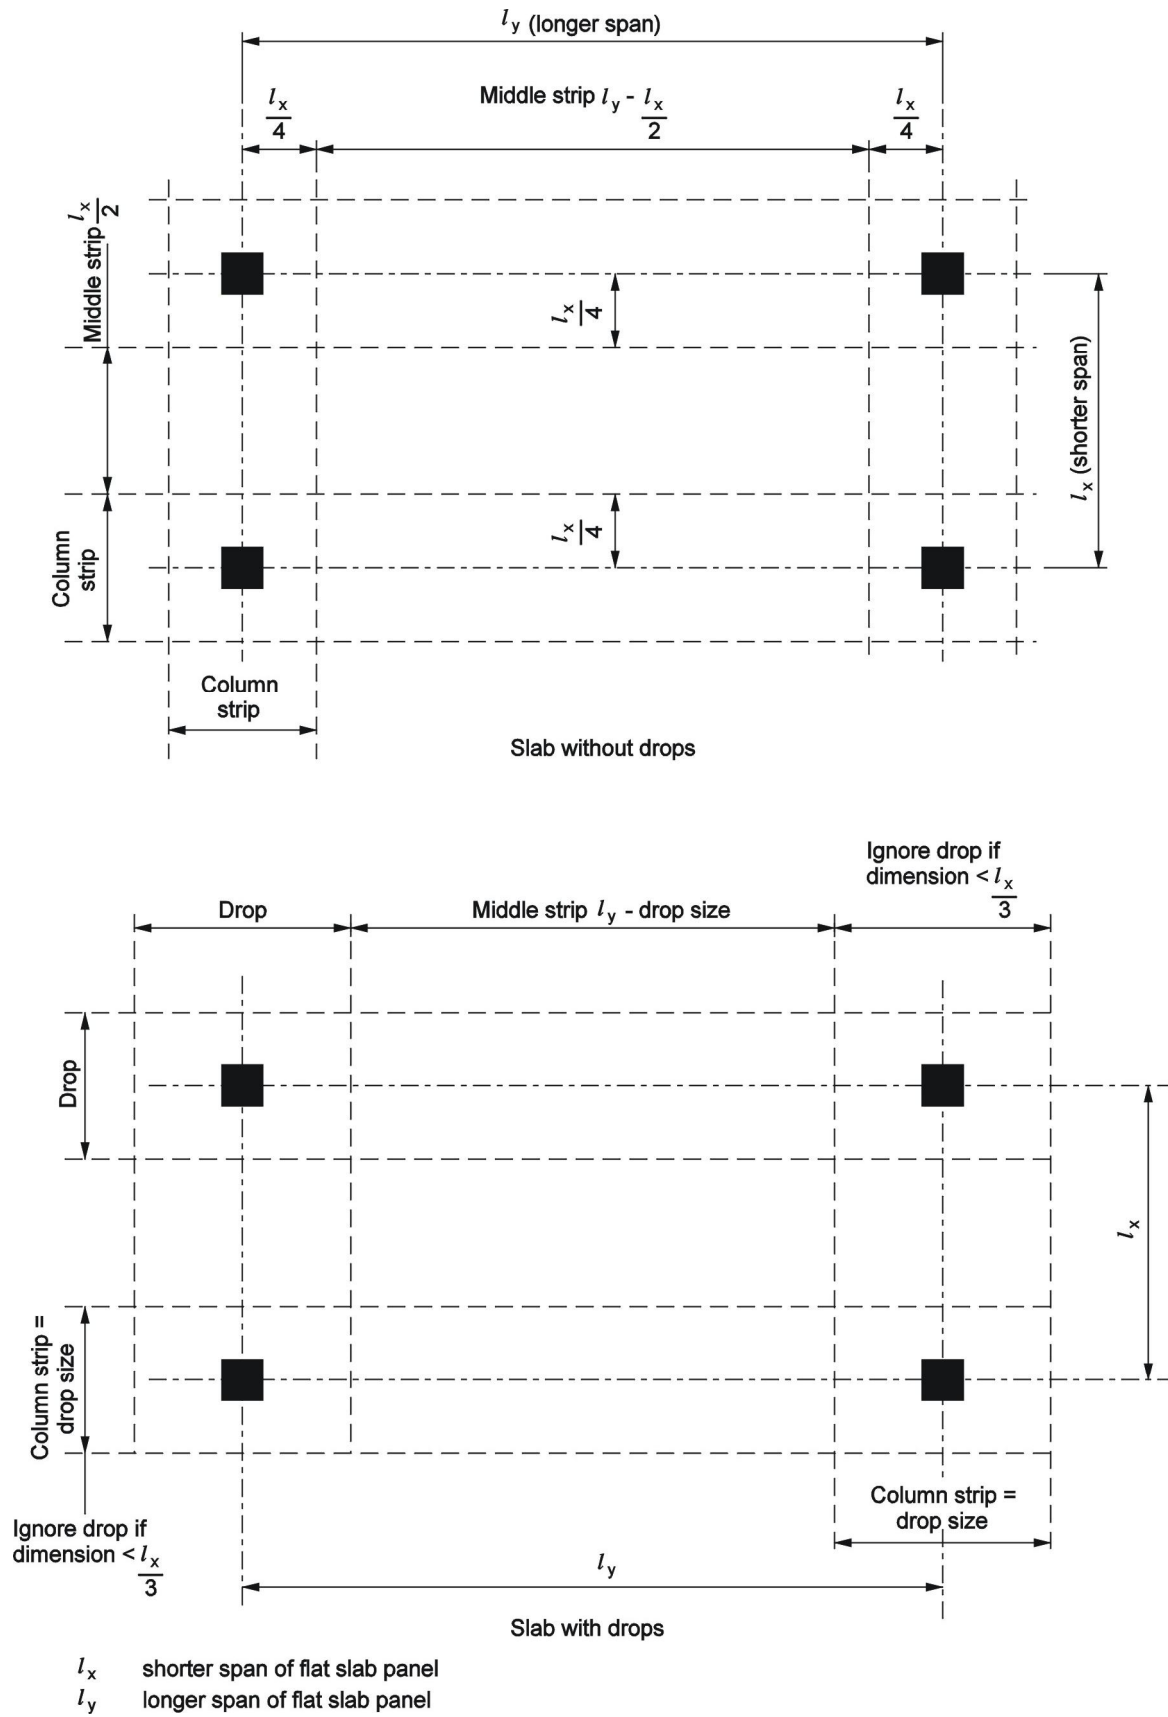 l_y (longer span)
Middle strip l_y - l_x/2
l_x/4
l_x/4
Middle strip l_x/2
l_x/4
l_x (shorter span)
l_x/4
Column
strip
Column
strip
Slab without drops
Ignore drop if
dimension < l_x/3
Drop
Middle strip l_y - drop size
Drop
l_x
Column strip =
drop size
Column strip =
drop size
Ignore drop if
dimension < l_x/3
l_y
Slab with drops
l_x shorter span of flat slab panel
l_y longer span of flat slab panel